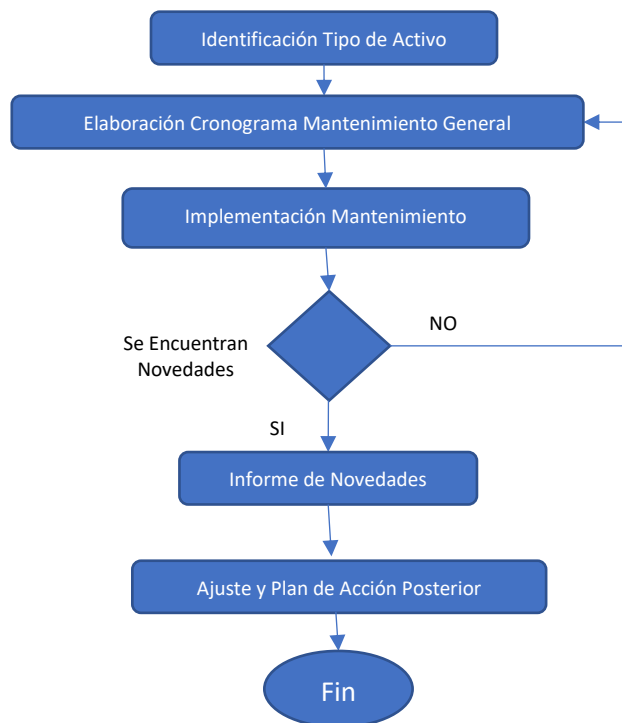 Identificación Tipo de Activo
Elaboración Cronograma Mantenimiento General
Implementación Mantenimiento
NO
Se Encuentran
Novedades
SI
Informe de Novedades
Ajuste y Plan de Acción Posterior
Fin